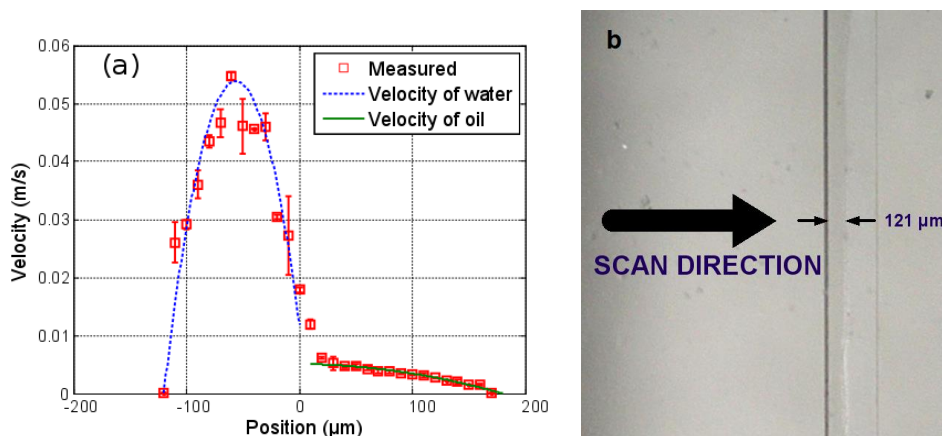 (a)
Measured
Velocity of water
Velocity of oil
0.06
0.05
0.04
0.03
0.02
0.01
0
Velocity (m/s)
-200
-100
0
100
200
Position (µm)
b
121 µm
SCAN DIRECTION